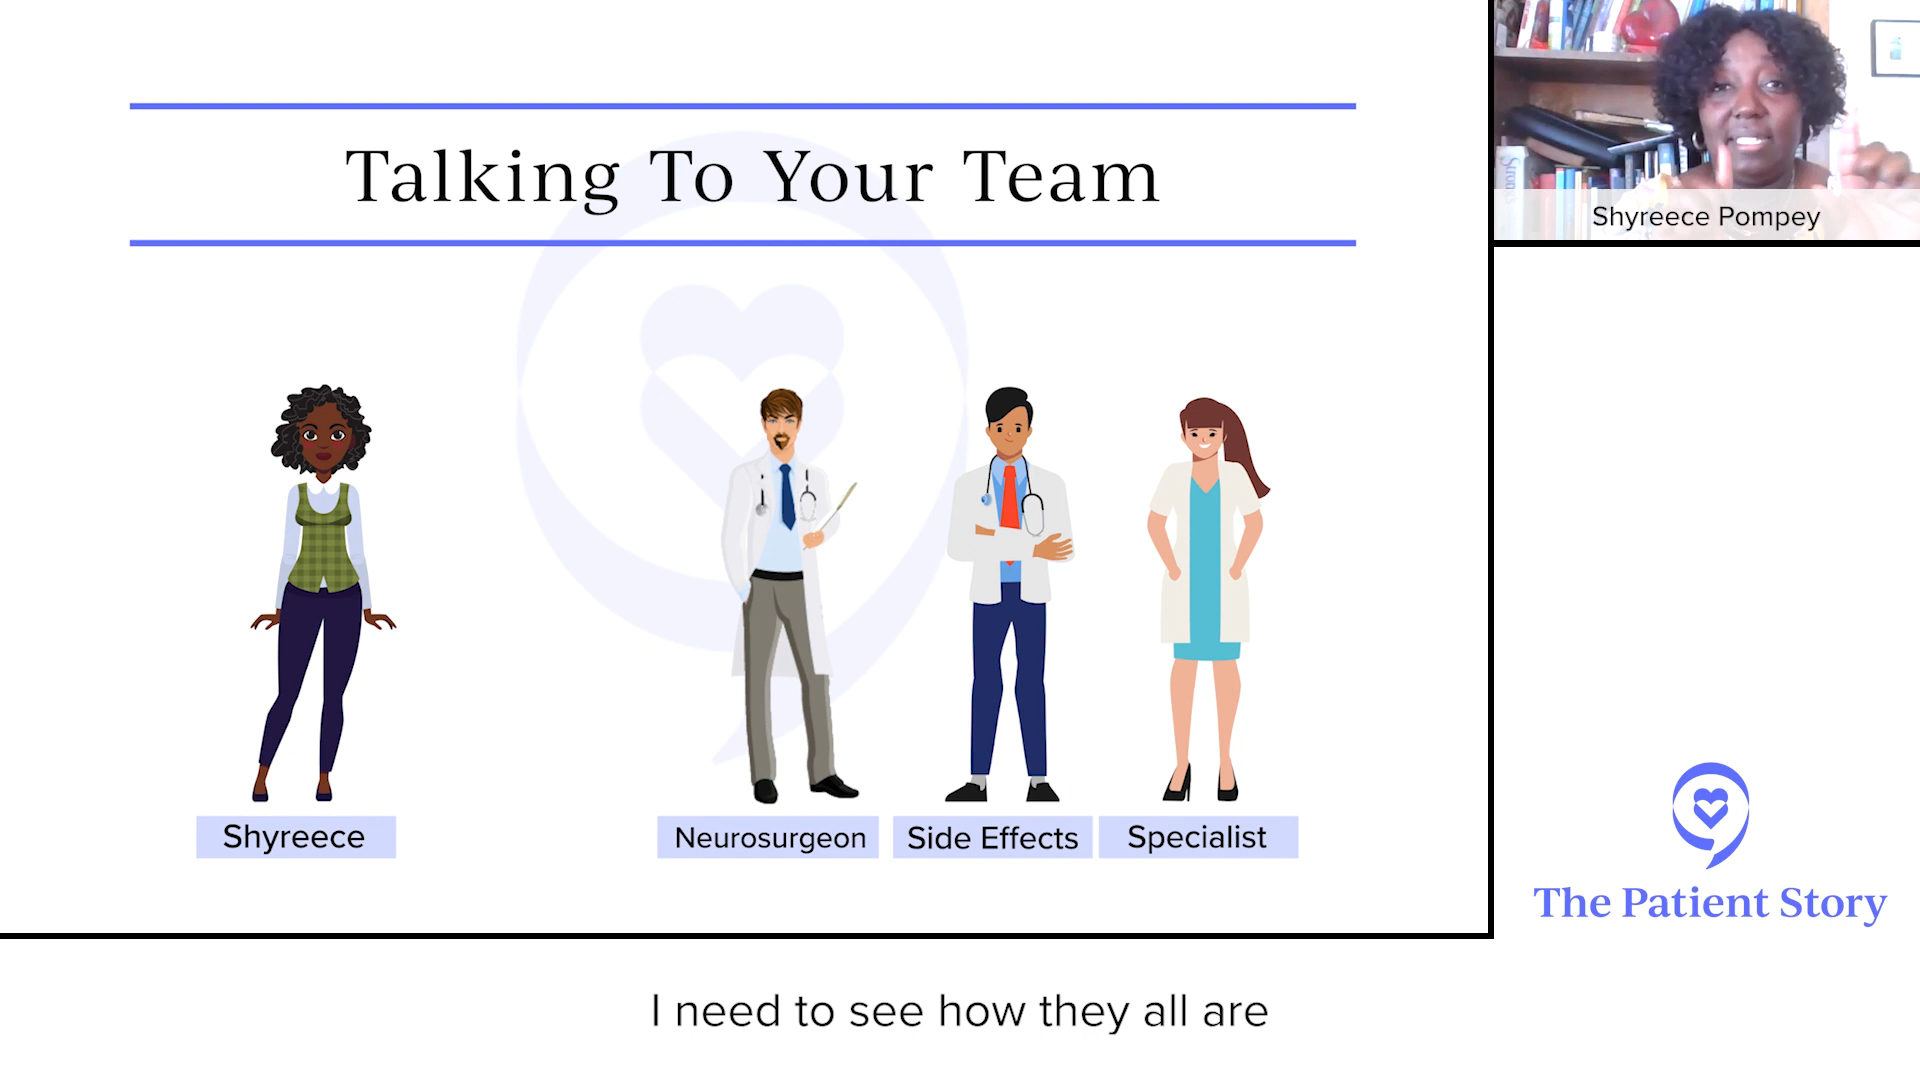 Talking To Your Team
Shyreece Pompey
Shyreece
Neurosurgeon
Side Effects
Specialist
The Patient Story
I need to see how they all are